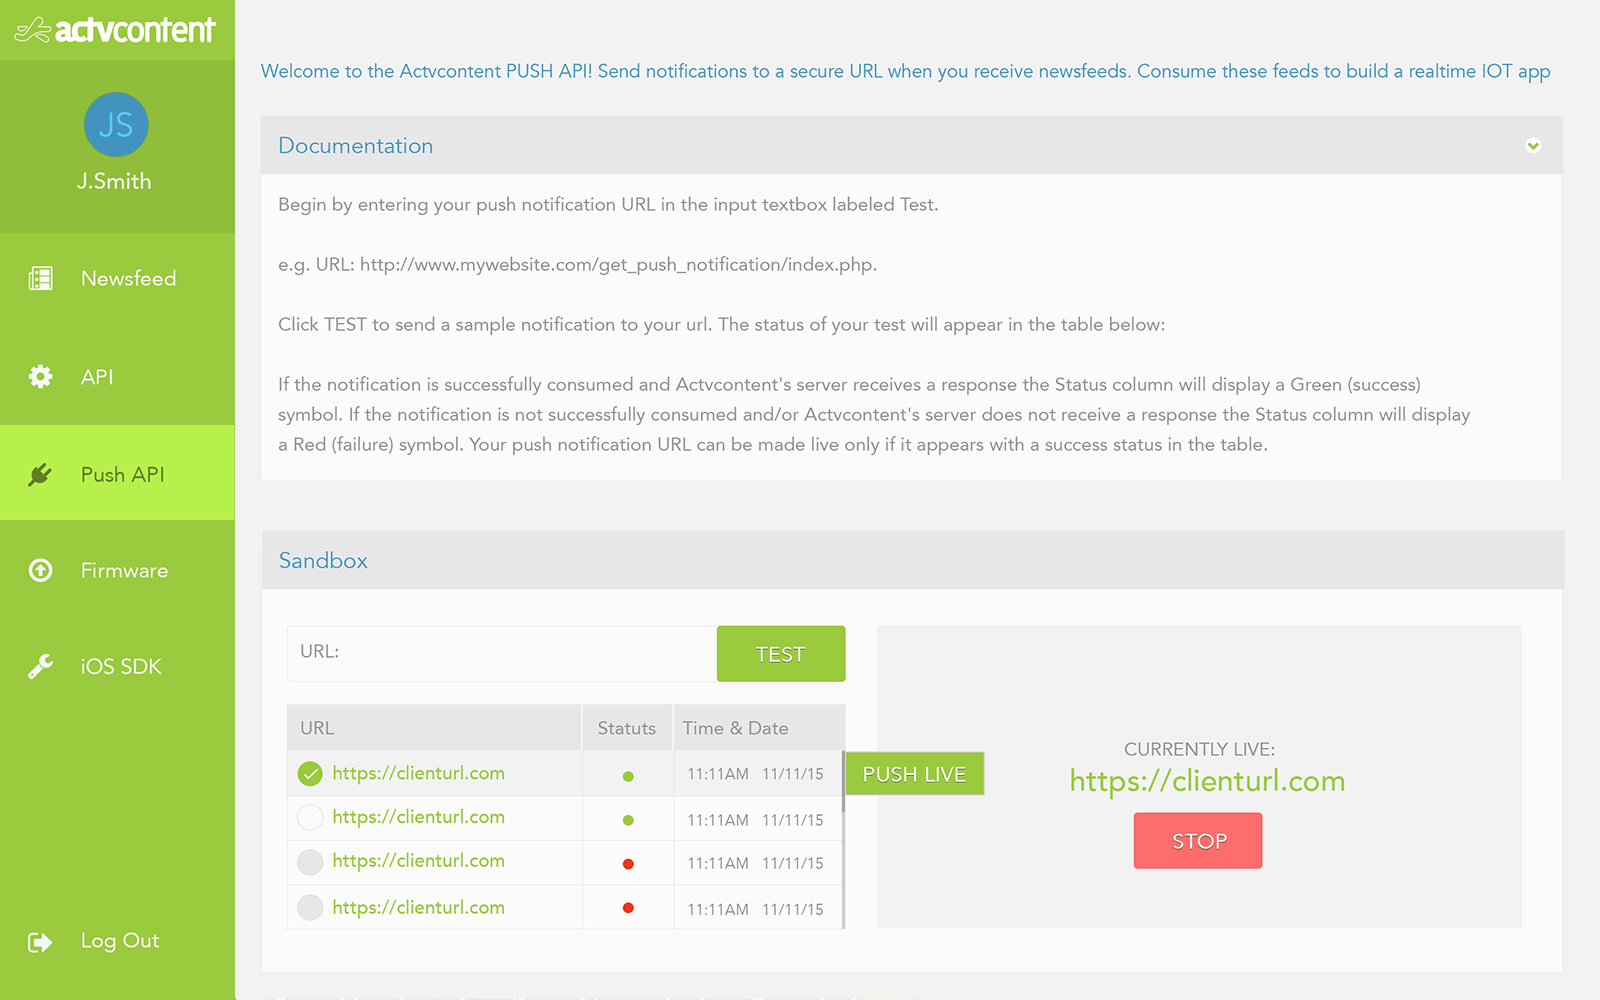 actvcontent
JS
J.Smith
Newsfeed
API
Push API
Firmware
iOS SDK
Log Out
Welcome to the Actvcontent PUSH API! Send notifications to a secure URL when you receive newsfeeds. Consume these feeds to build a realtime IOT app
Documentation
Begin by entering your push notification URL in the input textbox labeled Test.
e.g. URL: http://www.mywebsite.com/get_push_notification/index.php.
Click TEST to send a sample notification to your url. The status of your test will appear in the table below:
If the notification is successfully consumed and Actvcontent's server receives a response the Status column will display a Green (success)
symbol. If the notification is not successfully consumed and/or Actvcontent's server does not receive a response the Status column will display
a Red (failure) symbol. Your push notification URL can be made live only if it appears with a success status in the table.
Sandbox
URL:
TEST
URL Statuts Time & Date
https://clienturl.com 11:11AM 11/11/15
PUSH LIVE
https://clienturl.com 11:11AM 11/11/15
https://clienturl.com 11:11AM 11/11/15
https://clienturl.com 11:11AM 11/11/15
CURRENTLY LIVE:
https://clienturl.com
STOP